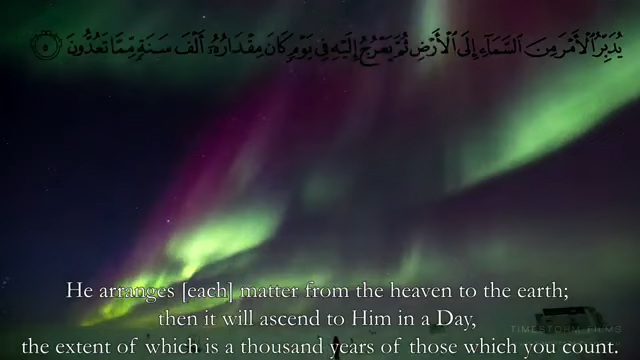 يُدَبِّرُ ٱلْأَمْرَ مِنَ ٱلسَّمَآءِ إِلَى ٱلْأَرْضِ ثُمَّ يَعْرُجُ إِلَيْهِ فِى يَوْمٍ كَانَ مِقْدَارُهُۥٓ أَلْفَ سَنَةٍ مِّمَّا تَعُدُّونَ ٥
He arranges [each] matter from the heaven to the earth;
then it will ascend to Him in a Day,
TIMESTORM FILMS
the extent of which is a thousand years of those which you count.